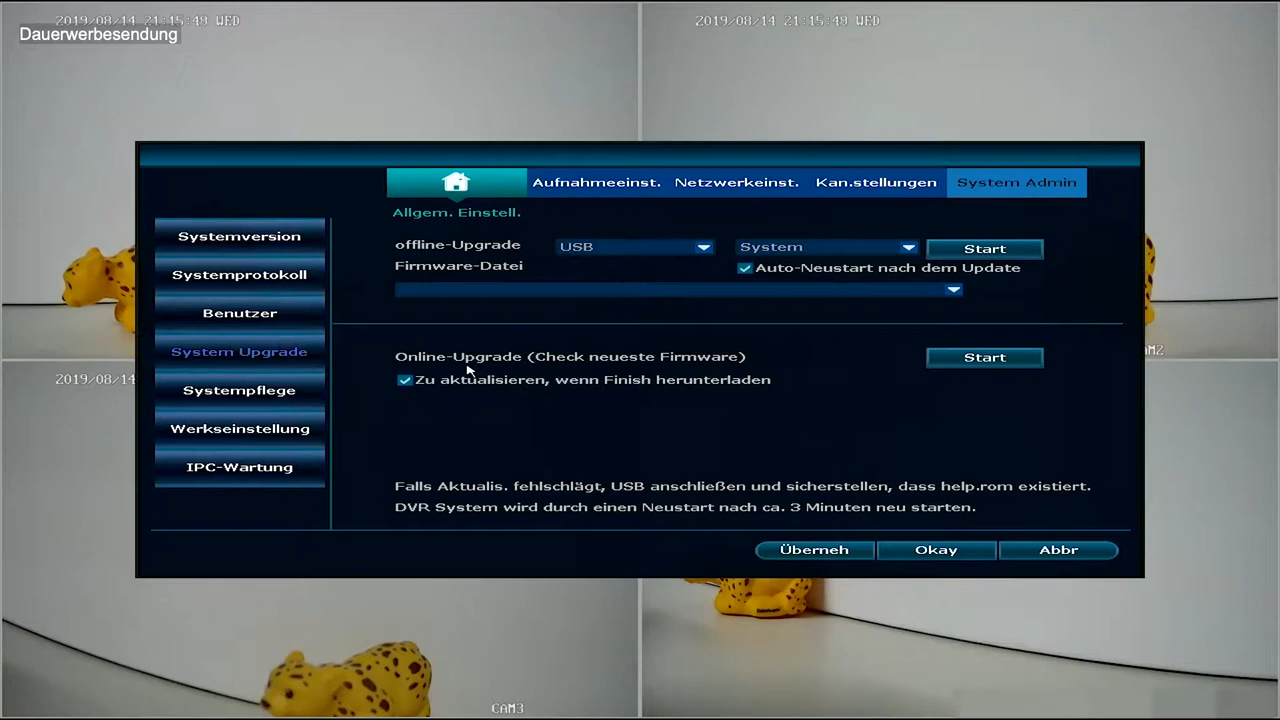 2019/08/14 21:15:49 WED
2019/08/14 21:15:49 WED
Dauerwerbesendung
Aufnahmeeinst. Netzwerkeinst. Kan.stellungen System Admin
Allgem. Einstell.
Systemversion
Systemprotokoll
Benutzer
System Upgrade
Systempflege
Werkseinstellung
IPC-Wartung
offline-Upgrade USB System Start
Firmware-Datei Auto-Neustart nach dem Update
Online-Upgrade (Check neueste Firmware) Start
Zu aktualisieren, wenn Finish herunterladen
Falls Aktualis. fehlschlägt, USB anschließen und sicherstellen, dass help.rom existiert.
DVR System wird durch einen Neustart nach ca. 3 Minuten neu starten.
Überneh Okay Abbr
2019/08/14
CAM3